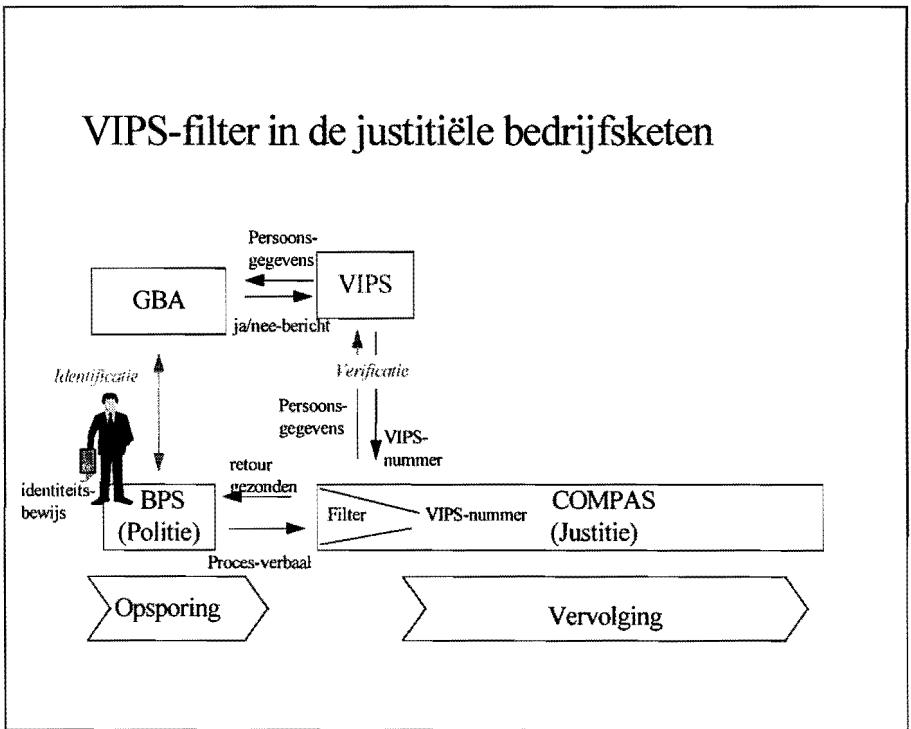 VIPS-filter in de justitiële bedrijfsketen
Persoons-
gegevens
GBA
VIPS
ja/nee-bericht
Identificatie
Verificatie
Persoons-
gegevens
VIPS-
nummer
identiteits-
bewijs
retour
gezonden
BPS
(Politie)
Filter
VIPS-nummer
COMPAS
(Justitie)
Proces-verbaal
Opsporing
Vervolging